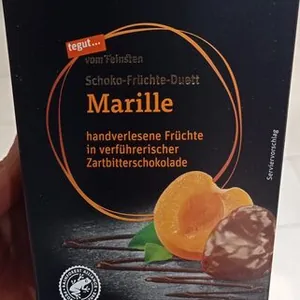 tegut...
vom Feinsten
Schoko-Früchte-Duett
Marille
handverlesene Früchte
in verführerischer
Zartbitterschokolade
Serviervorschlag